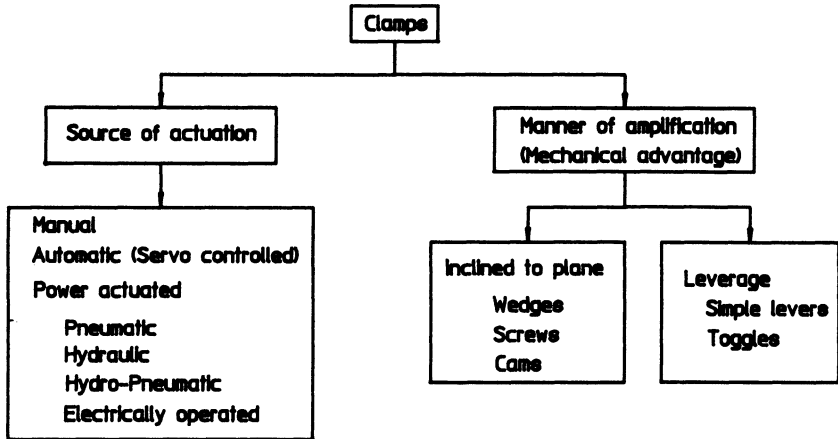 Clamps
Source of actuation
Manner of amplification
(Mechanical advantage)
Manual
Automatic (Servo controlled)
Power actuated
Pneumatic
Hydraulic
Hydro-Pneumatic
Electrically operated
Inclined to plane
Wedges
Screws
Cams
Leverage
Simple levers
Toggles